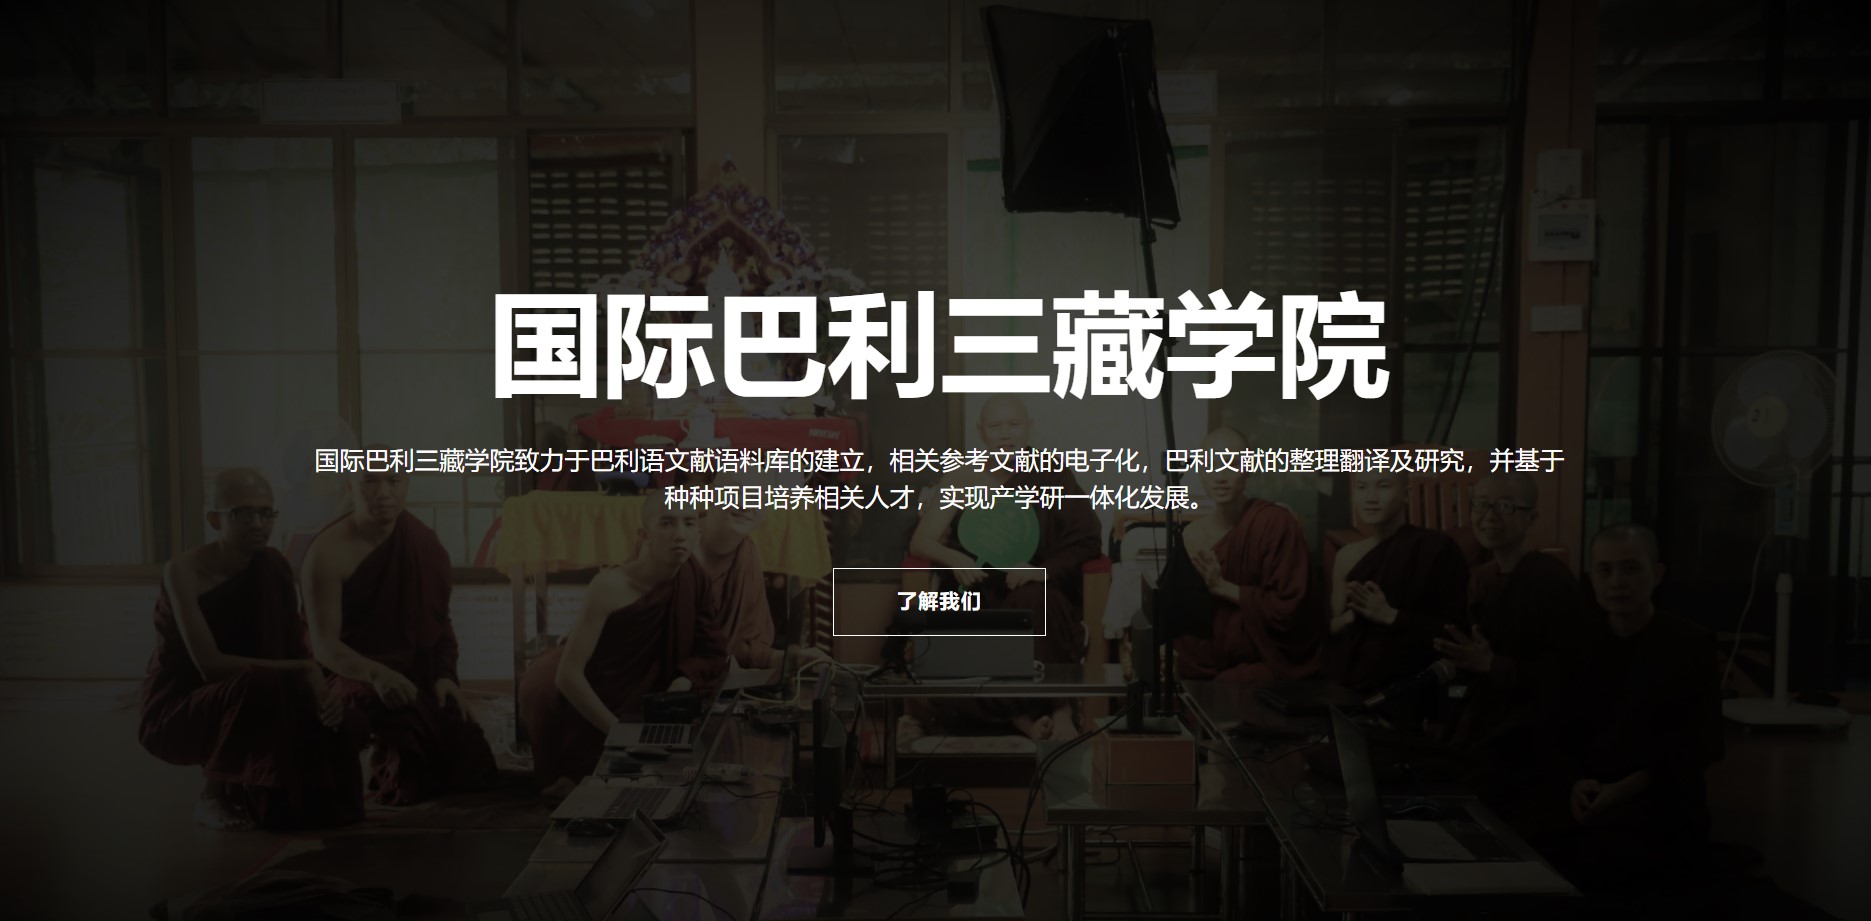 国际巴利三藏学院
国际巴利三藏学院致力于巴利语文献语料库的建立，相关参考文献的电子化，巴利文献的整理翻译及研究，并基于
种种项目培养相关人才，实现产学研一体化发展。
了解我们